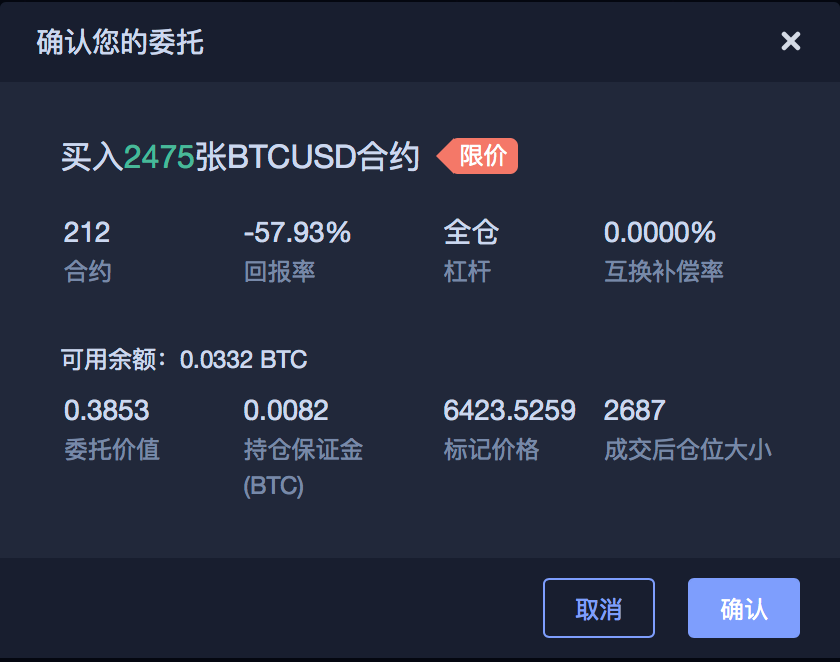 确认您的委托
买入2475张BTCUSD合约 限价
212 -57.93% 全仓 0.0000%
合约 回报率 杠杆 互换补偿率
可用余额：0.0332 BTC
0.3853 0.0082 6423.5259 2687
委托价值 持仓保证金 标记价格 成交后仓位大小
(BTC)
取消 确认